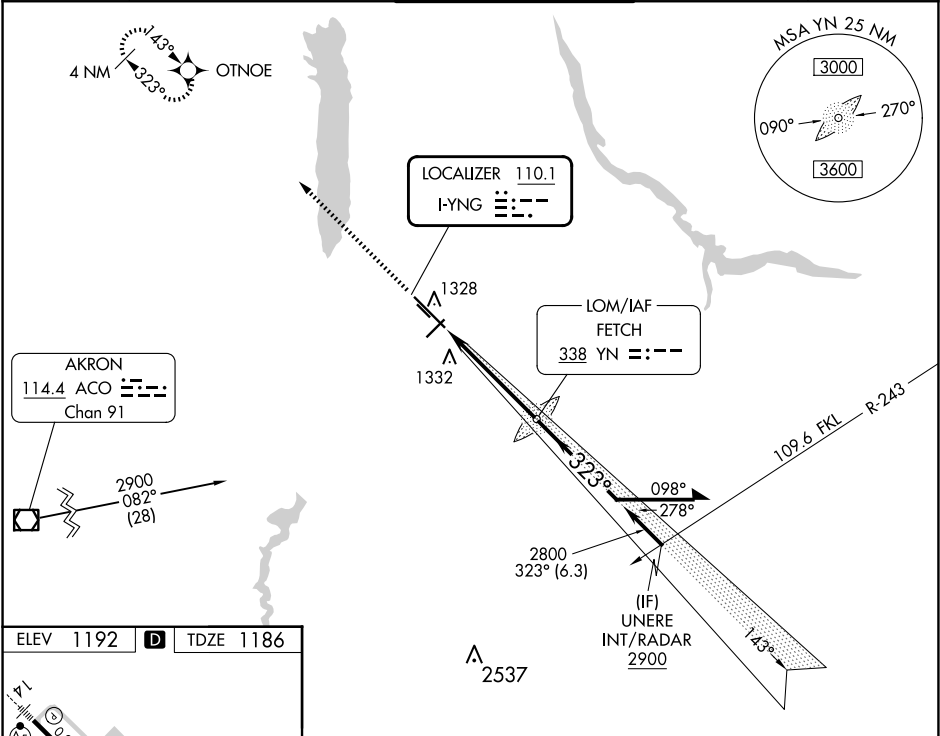 143°
4 NM
323°
OTNOE
MSA YN 25 NM
3000
090°
270°
3600
LOCALIZER 110.1
I-YNG
1328
LOM/IAF
FETCH
338 YN
1332
AKRON
114.4 ACO
Chan 91
109.6 FKL R-243
2900
082°
(28)
323°
098°
278°
2800
323° (6.3)
(IF)
UNERE
INT/RADAR
2900
143°
2537
ELEV 1192 D TDZE 1186
14
P